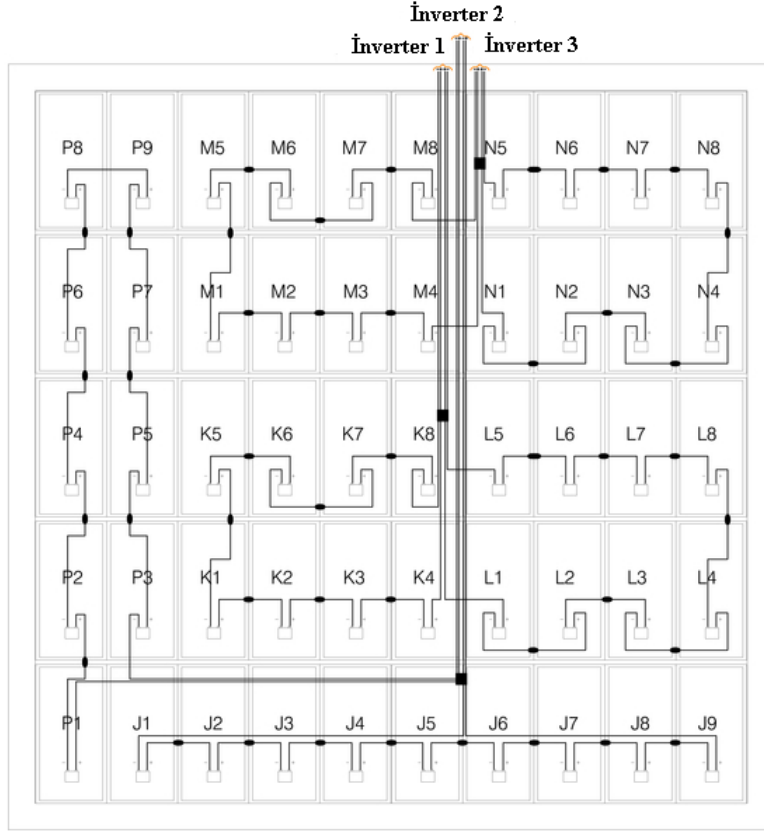 İnverter 2
İnverter 1 İnverter 3
P8 P9 M5 M6 M7 M8 N5 N6 N7 N8
P6 P7 M1 M2 M3 M4 N1 N2 N3 N4
P4 P5 K5 K6 K7 K8 L5 L6 L7 L8
P2 P3 K1 K2 K3 K4 L1 L2 L3 L4
P1 J1 J2 J3 J4 J5 J6 J7 J8 J9